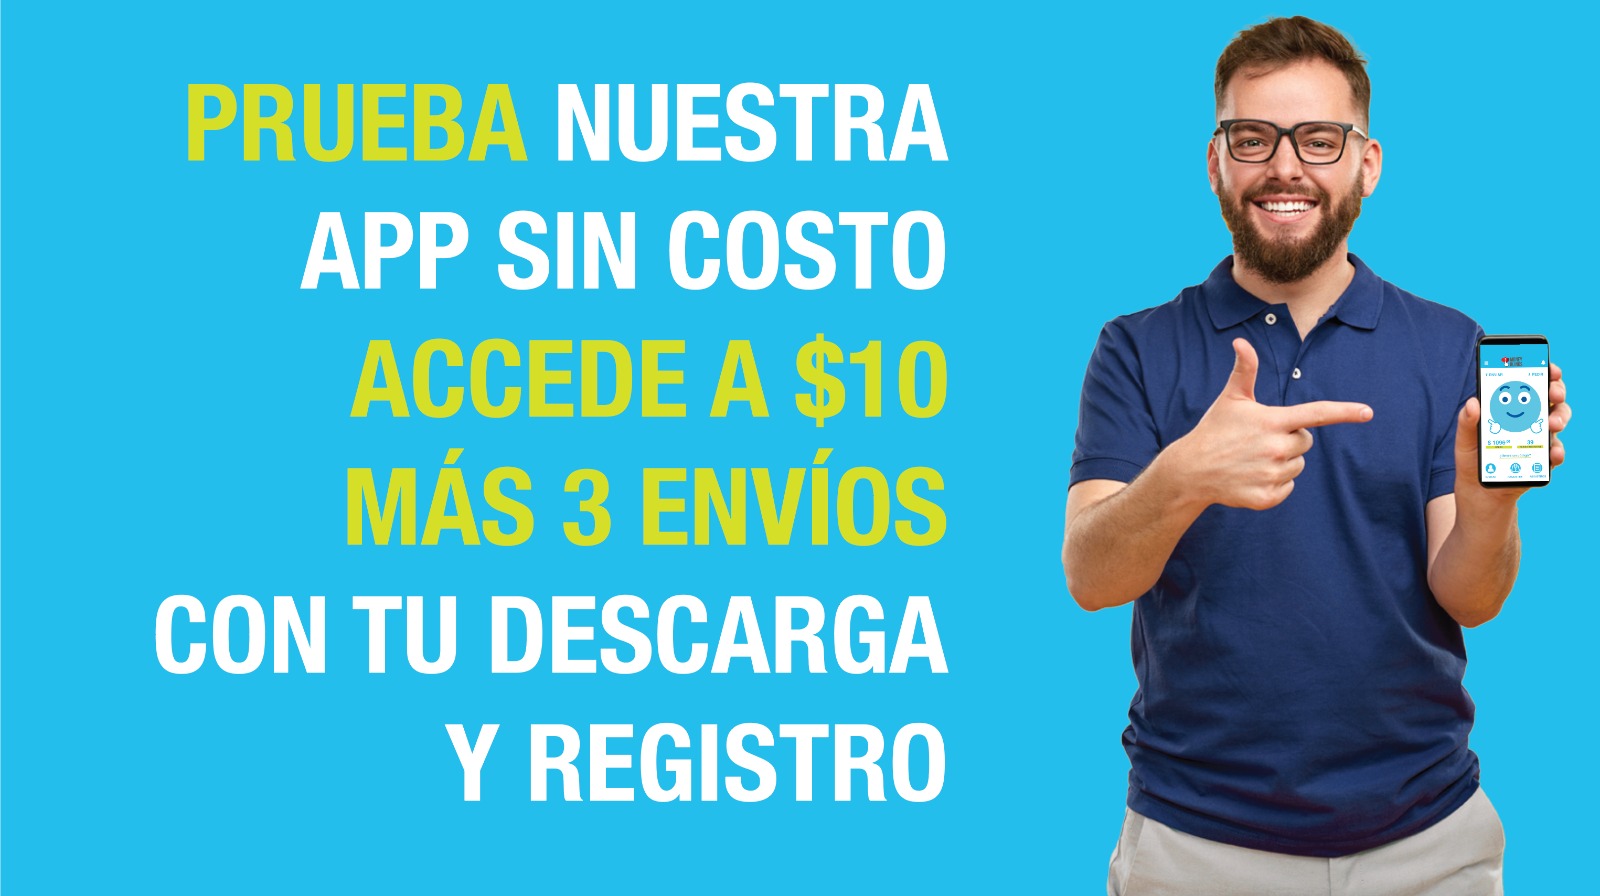 PRUEBA NUESTRA
APP SIN COSTO
ACCEDE A $10
MÁS 3 ENVÍOS
CON TU DESCARGA
Y REGISTRO